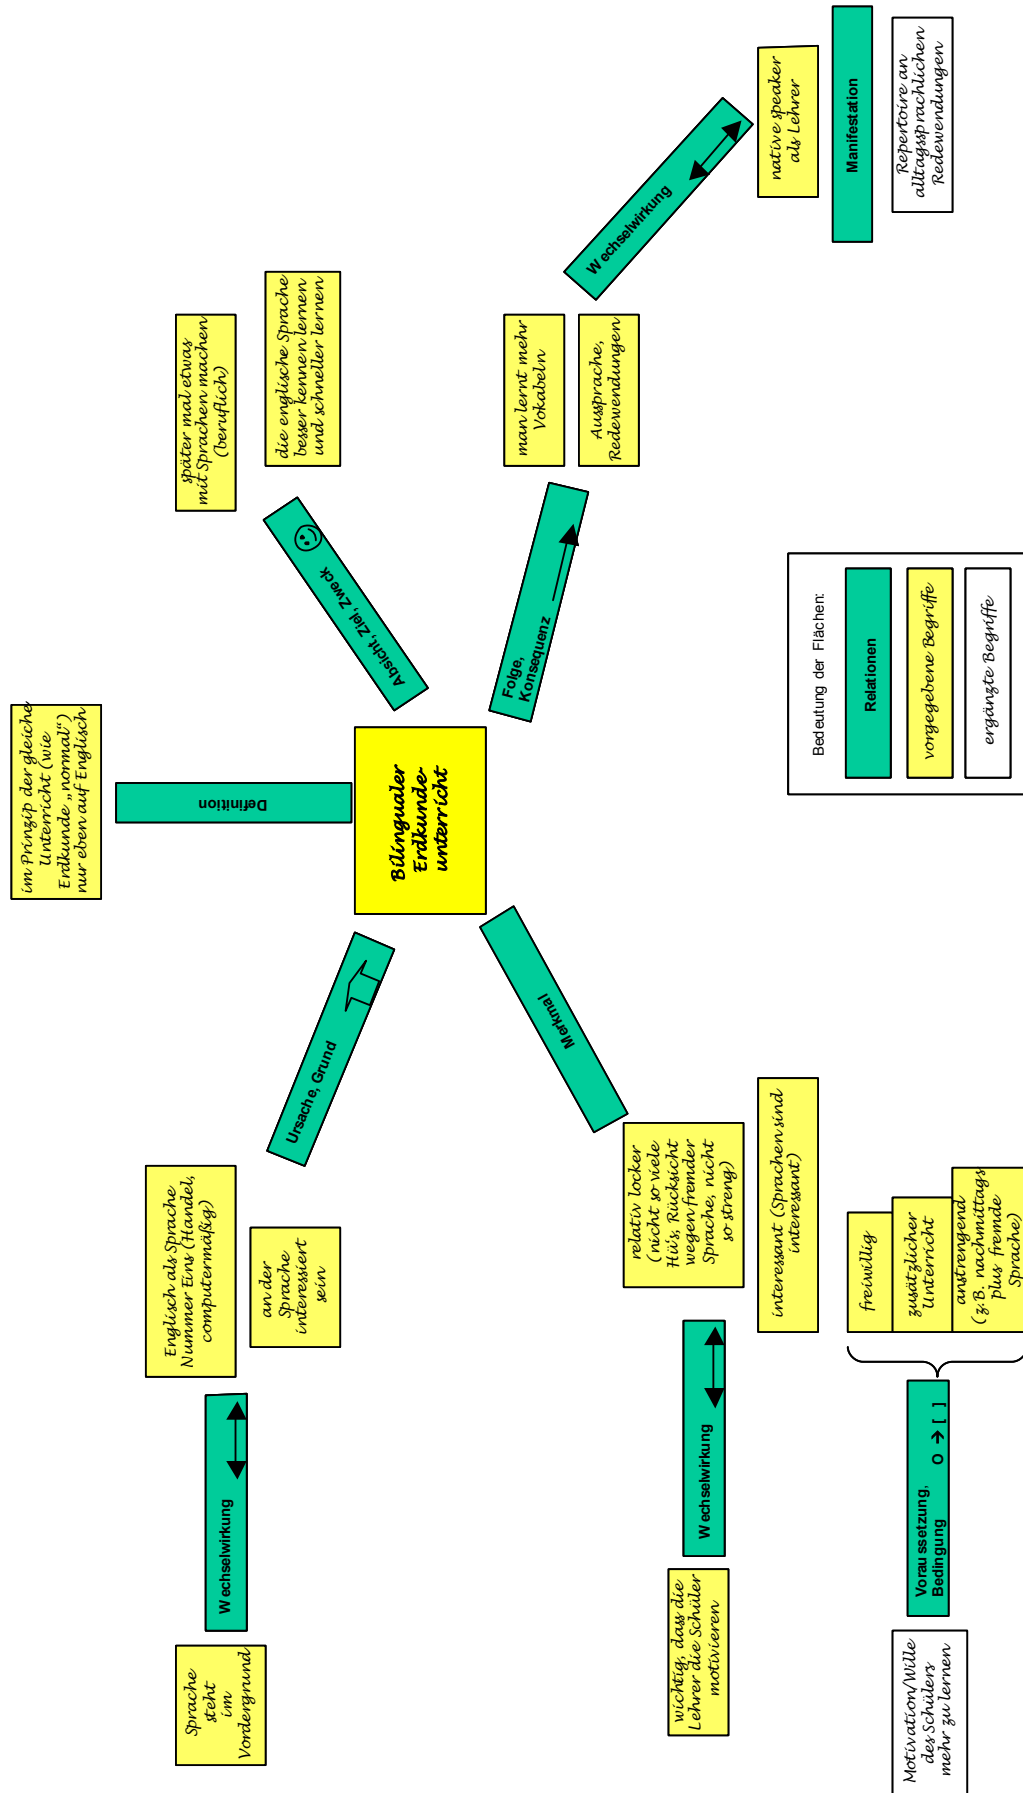 im Prinzip der gleiche
Unterricht (wie
Erdkunde „normal“)
nur eben auf Englisch
Definition
Bilingualer
Erdkunde-
unterricht
Englisch als Sprache
Nummer Eins (Handel,
computermäßig)
an der
Sprache
interessiert
sein
Ursache, Grund
Wechselwirkung
Sprache
steht
im
Vordergrund
später mal etwas
mit Sprachen machen
(beruflich)
die englische Sprache
besser kennen lernen
und schneller lernen
Absicht, Ziel, Zweck
Folge,
Konsequenz
man lernt mehr
Vokabeln
Aussprache,
Redewendungen
Wechselwirkung
native speaker
als Lehrer
Manifestation
Repertoire an
alltagssprachlichen
Redewendungen
Merkmal
relativ locker
(nicht so viele
Hü's, Rücksicht
wegen fremder
Sprache, nicht
so streng)
Wechselwirkung
wichtig, dass die
Lehrer die Schüler
motivieren
interessant (Sprachen sind
interessant)
freiwillig
zusätzlicher
Unterricht
anstrengend
(z.B. nachmittags
plus fremde
Sprache)
Voraussetzung,
Bedingung O → [ ]
Motivation/Wille
des Schülers
mehr zu lernen
Bedeutung der Flächen:
Relationen
vorgegebene Begriffe
ergänzte Begriffe